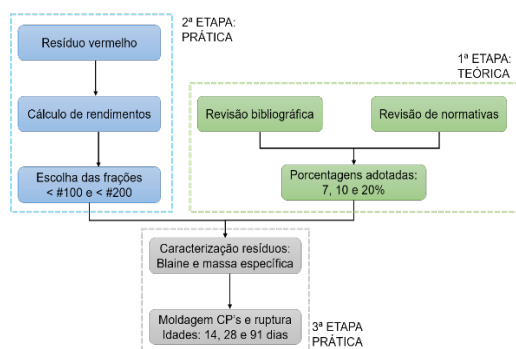 2ª ETAPA:
PRÁTICA
Resíduo vermelho
Cálculo de rendimentos
Escolha das frações
< #100 e < #200
1ª ETAPA:
TEÓRICA
Revisão bibliográfica
Revisão de normativas
Porcentagens adotadas:
7, 10 e 20%
Caracterização resíduos:
Blaine e massa específica
Moldagem CP's e ruptura
Idades: 14, 28 e 91 dias
3ª ETAPA
PRÁTICA